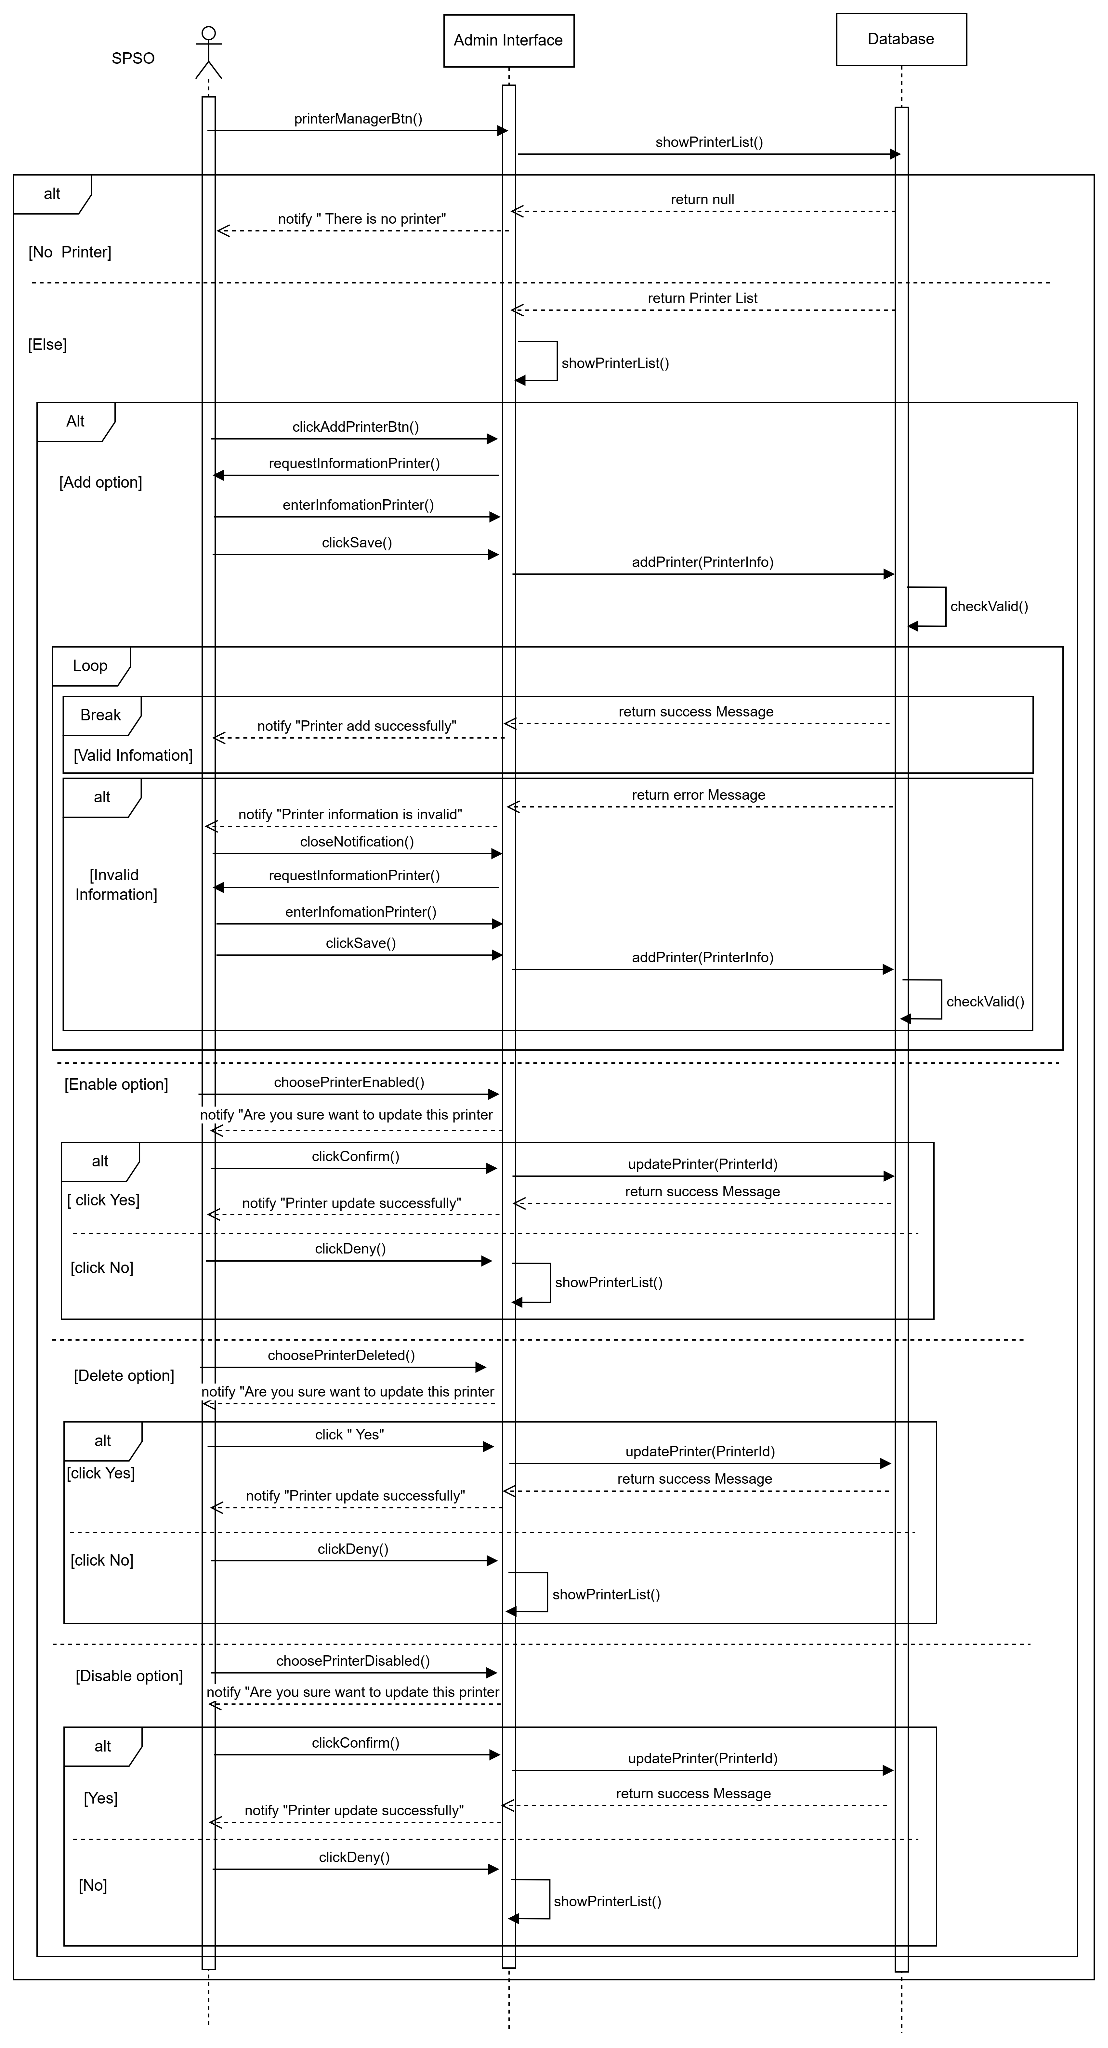 SPSO
Admin Interface
Database
printerManagerBtn()
showPrinterList()
alt
return null
notify " There is no printer"
[No  Printer]
return Printer List
[Else]
showPrinterList()
Alt
clickAddPrinterBtn()
requestInformationPrinter()
[Add option]
enterInfomationPrinter()
clickSave()
addPrinter(PrinterInfo)
checkValid()
Loop
Break
return success Message
notify "Printer add successfully"
[Valid Infomation]
alt
return error Message
notify "Printer information is invalid"
closeNotification()
[Invalid
Information]
requestInformationPrinter()
enterInfomationPrinter()
clickSave()
addPrinter(PrinterInfo)
checkValid()
[Enable option]
choosePrinterEnabled()
notify "Are you sure want to update this printer
alt
clickConfirm()
updatePrinter(PrinterId)
return success Message
[ click Yes]
notify "Printer update successfully"
clickDeny()
[click No]
showPrinterList()
choosePrinterDeleted()
[Delete option]
notify "Are you sure want to update this printer
alt
click " Yes"
updatePrinter(PrinterId)
[click Yes]
return success Message
notify "Printer update successfully"
clickDeny()
[click No]
showPrinterList()
choosePrinterDisabled()
[Disable option]
notify "Are you sure want to update this printer
alt
clickConfirm()
updatePrinter(PrinterId)
[Yes]
return success Message
notify "Printer update successfully"
clickDeny()
[No]
showPrinterList()